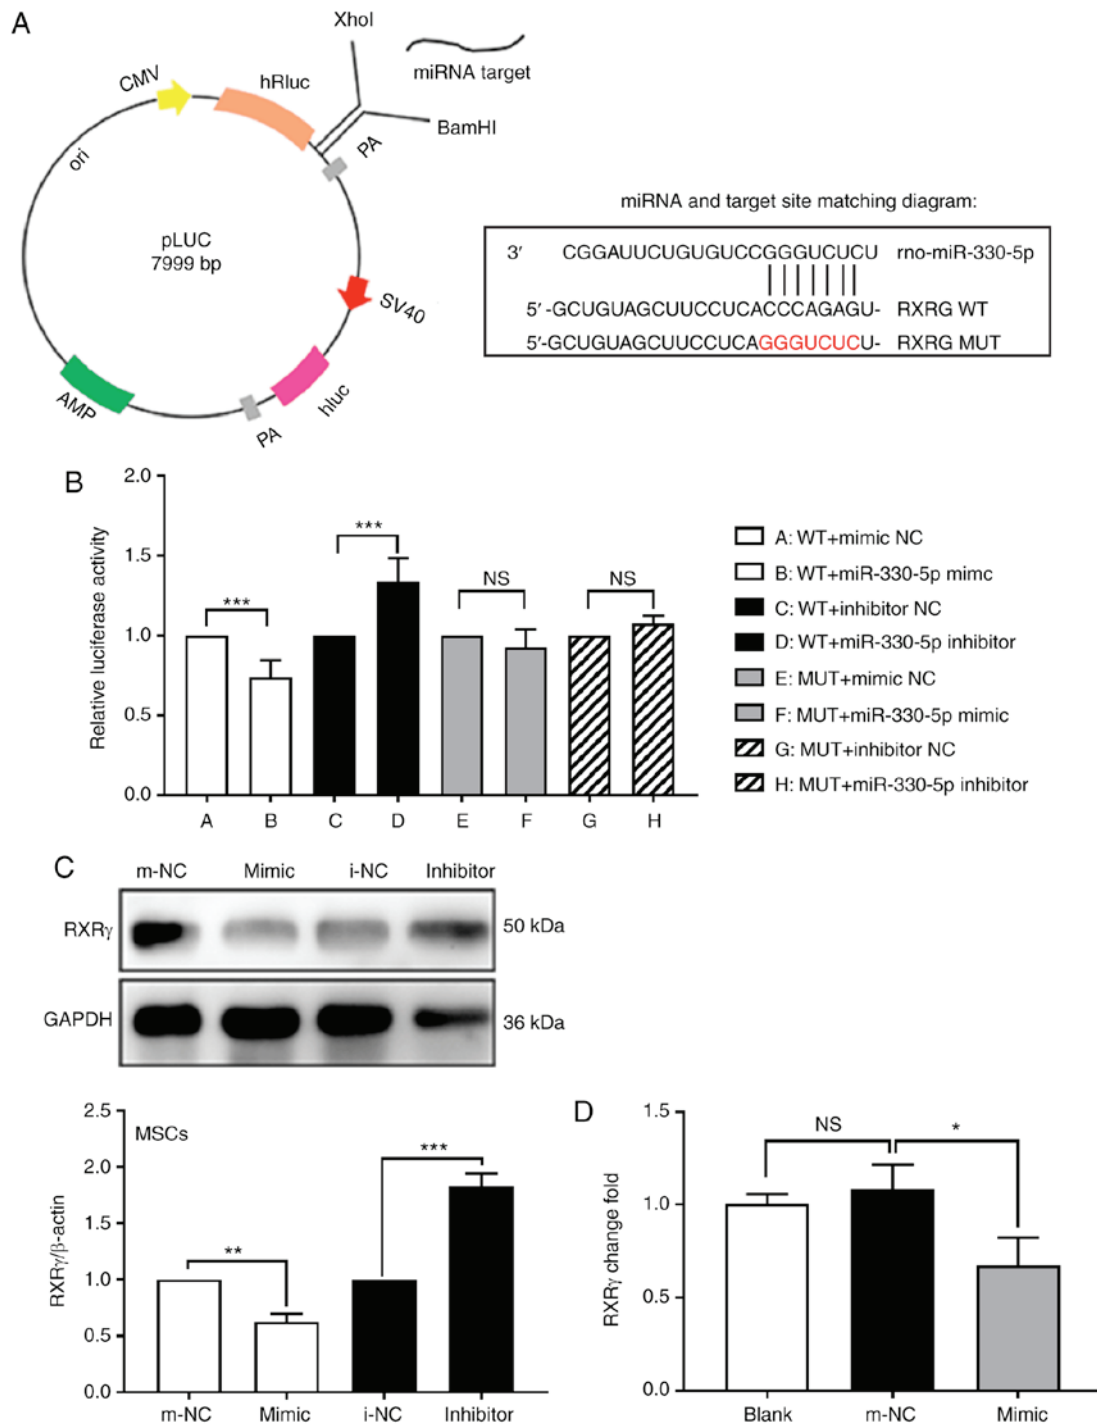 A
XhoI
miRNA target
CMV
hRluc
BamHI
PA
ori
pLUC
7999 bp
SV40
AMP
hluc
PA
miRNA and target site matching diagram:
3′ CGGAUUCUGUGUCCGGGUCUCU rno-miR-330-5p
5′-GCUGUAGCUUCCUCACCCAGAGU- RXRG WT
5′-GCUGUAGCUUCCUCAGGGUCUCU- RXRG MUT
B
Relative luciferase activity
2.0
1.5
1.0
0.5
0.0
***
***
NS
NS
A B C D E F G H
A: WT+mimic NC
B: WT+miR-330-5p mimc
C: WT+inhibitor NC
D: WT+miR-330-5p inhibitor
E: MUT+mimic NC
F: MUT+miR-330-5p mimic
G: MUT+inhibitor NC
H: MUT+miR-330-5p inhibitor
C
m-NC Mimic i-NC Inhibitor
RXRγ 50 kDa
GAPDH 36 kDa
MSCs
RXRγ/β-actin
2.5
2.0
1.5
1.0
0.5
0.0
**
***
m-NC Mimic i-NC Inhibitor
D
RXRγ change fold
1.5
1.0
0.5
0.0
NS
*
Blank m-NC Mimic